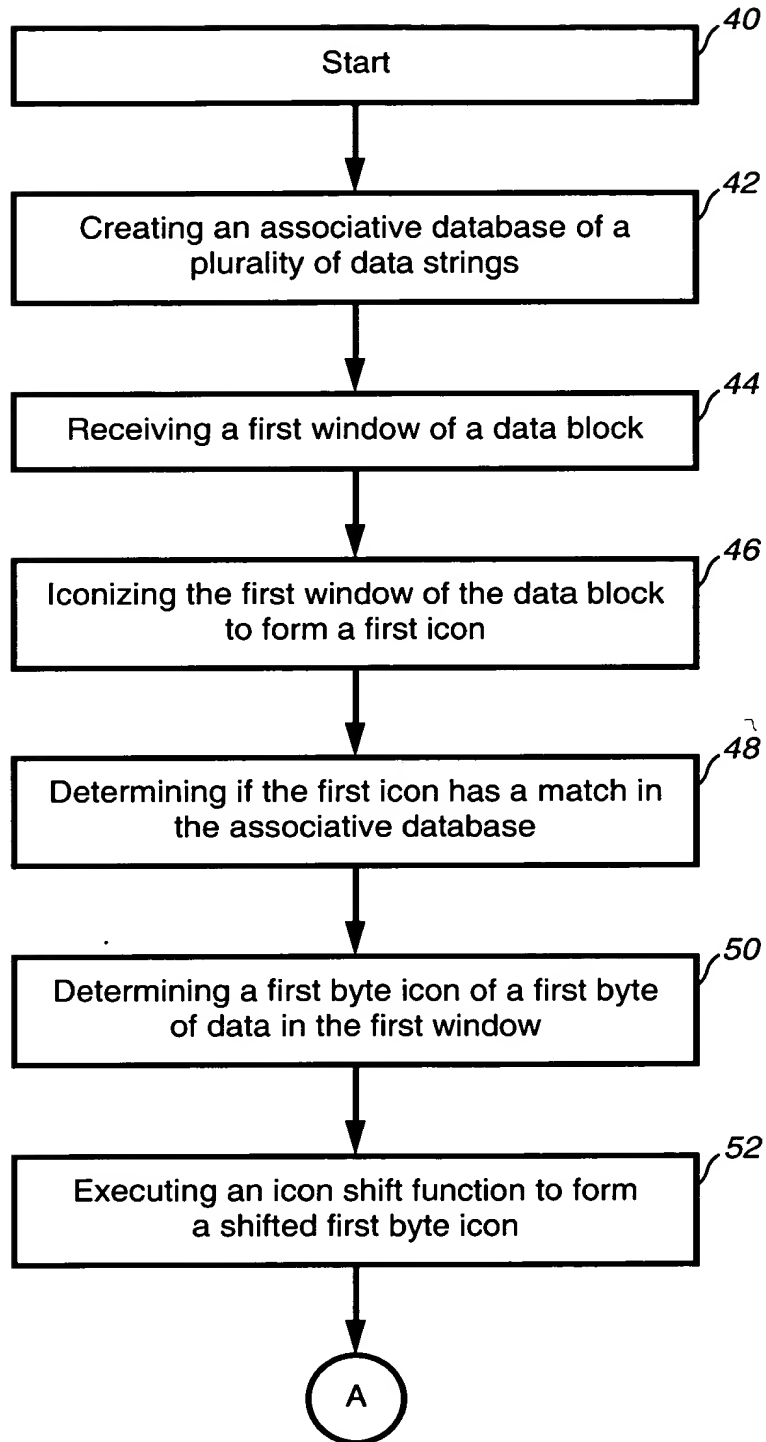 40
Start
42
Creating an associative database of a
plurality of data strings
44
Receiving a first window of a data block
46
Iconizing the first window of the data block
to form a first icon
48
Determining if the first icon has a match in
the associative database
50
Determining a first byte icon of a first byte
of data in the first window
52
Executing an icon shift function to form
a shifted first byte icon
A